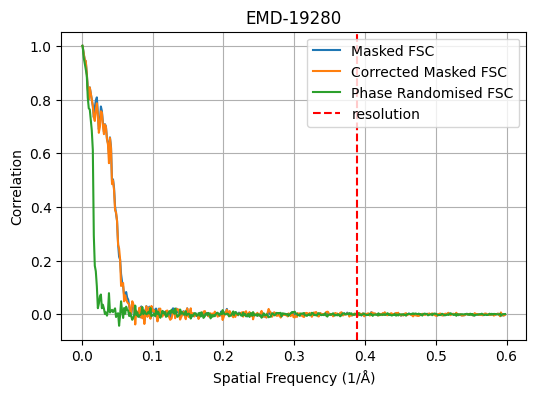 EMD-19280
Masked FSC
Corrected Masked FSC
Phase Randomised FSC
resolution
Correlation
1.0
0.8
0.6
0.4
0.2
0.0
0.0 0.1 0.2 0.3 0.4 0.5 0.6
Spatial Frequency (1/Å)